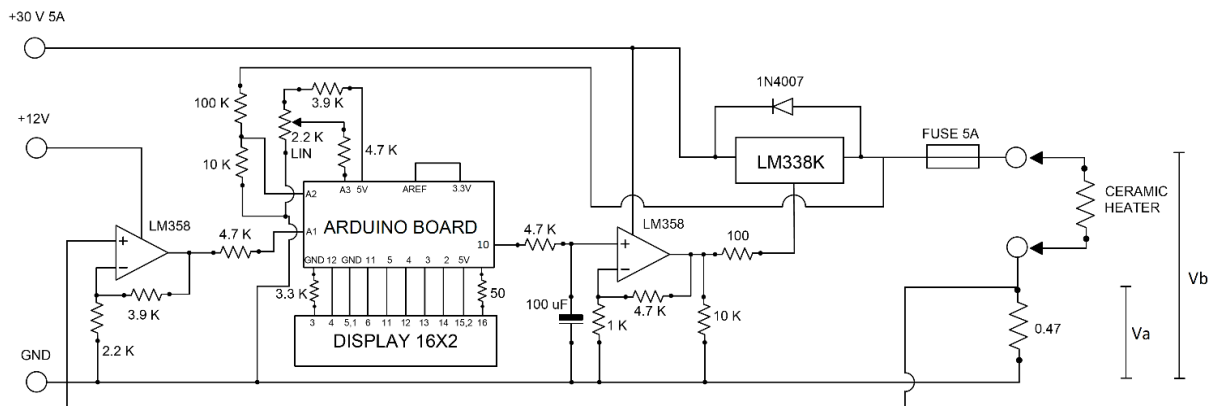 +30 V 5A
1N4007
3.9 K
100 K
+12V
2.2 K
LIN
FUSE 5A
4.7 K
LM338K
10 K
A3 5V
AREF
3.3V
CERAMIC
HEATER
A2
LM358
LM358
4.7 K
A1
ARDUINO BOARD
4.7 K
100
10
Vb
GND 12 GND 11 5 4 3 2 5V
3.9 K
3.3 K
50
100 uF
4.7 K
1 K
10 K
0.47
Va
3 4 5,1 6 11 12 13 14 15,2 16
2.2 K
DISPLAY 16X2
GND
+
−
+
−